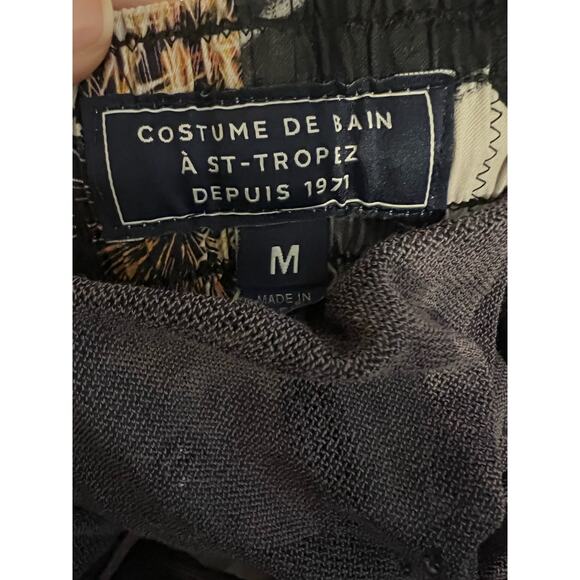 COSTUME DE BAIN
À ST-TROPEZ
DEPUIS 1971
M
MADE IN